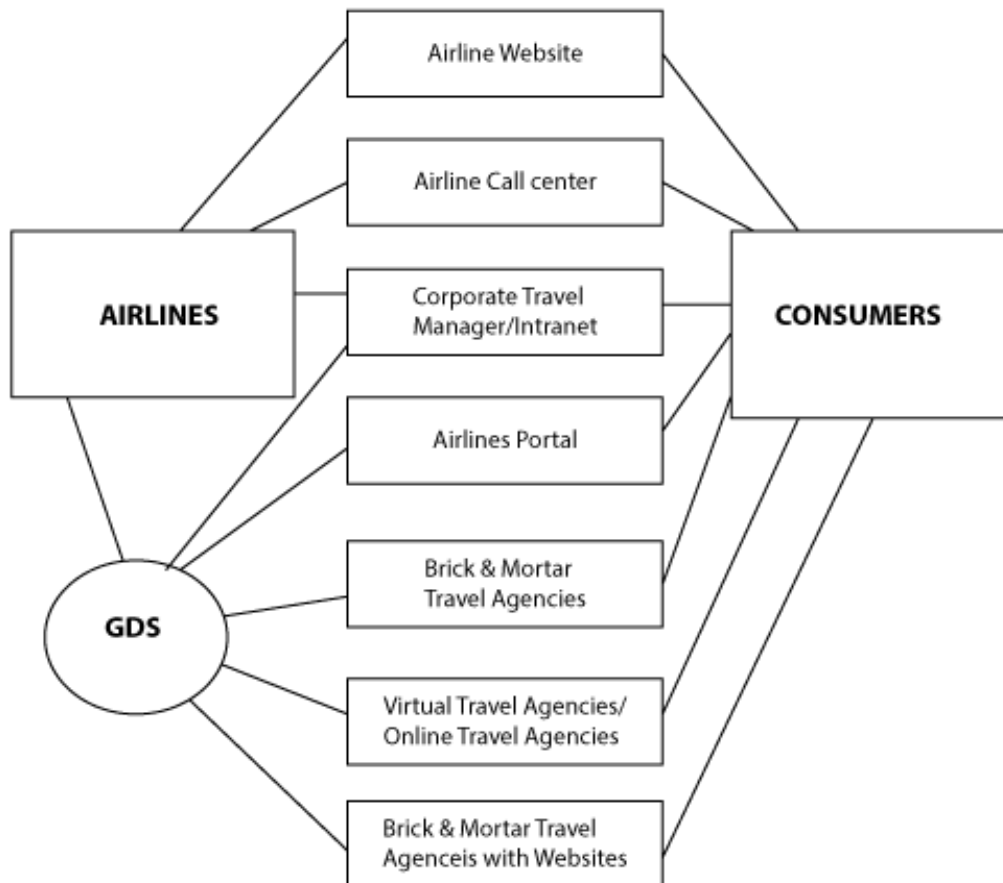 Airline Website
Airline Call center
AIRLINES
Corporate Travel
Manager/Intranet
CONSUMERS
Airlines Portal
Brick & Mortar
Travel Agencies
GDS
Virtual Travel Agencies/
Online Travel Agencies
Brick & Mortar Travel
Agenceis with Websites